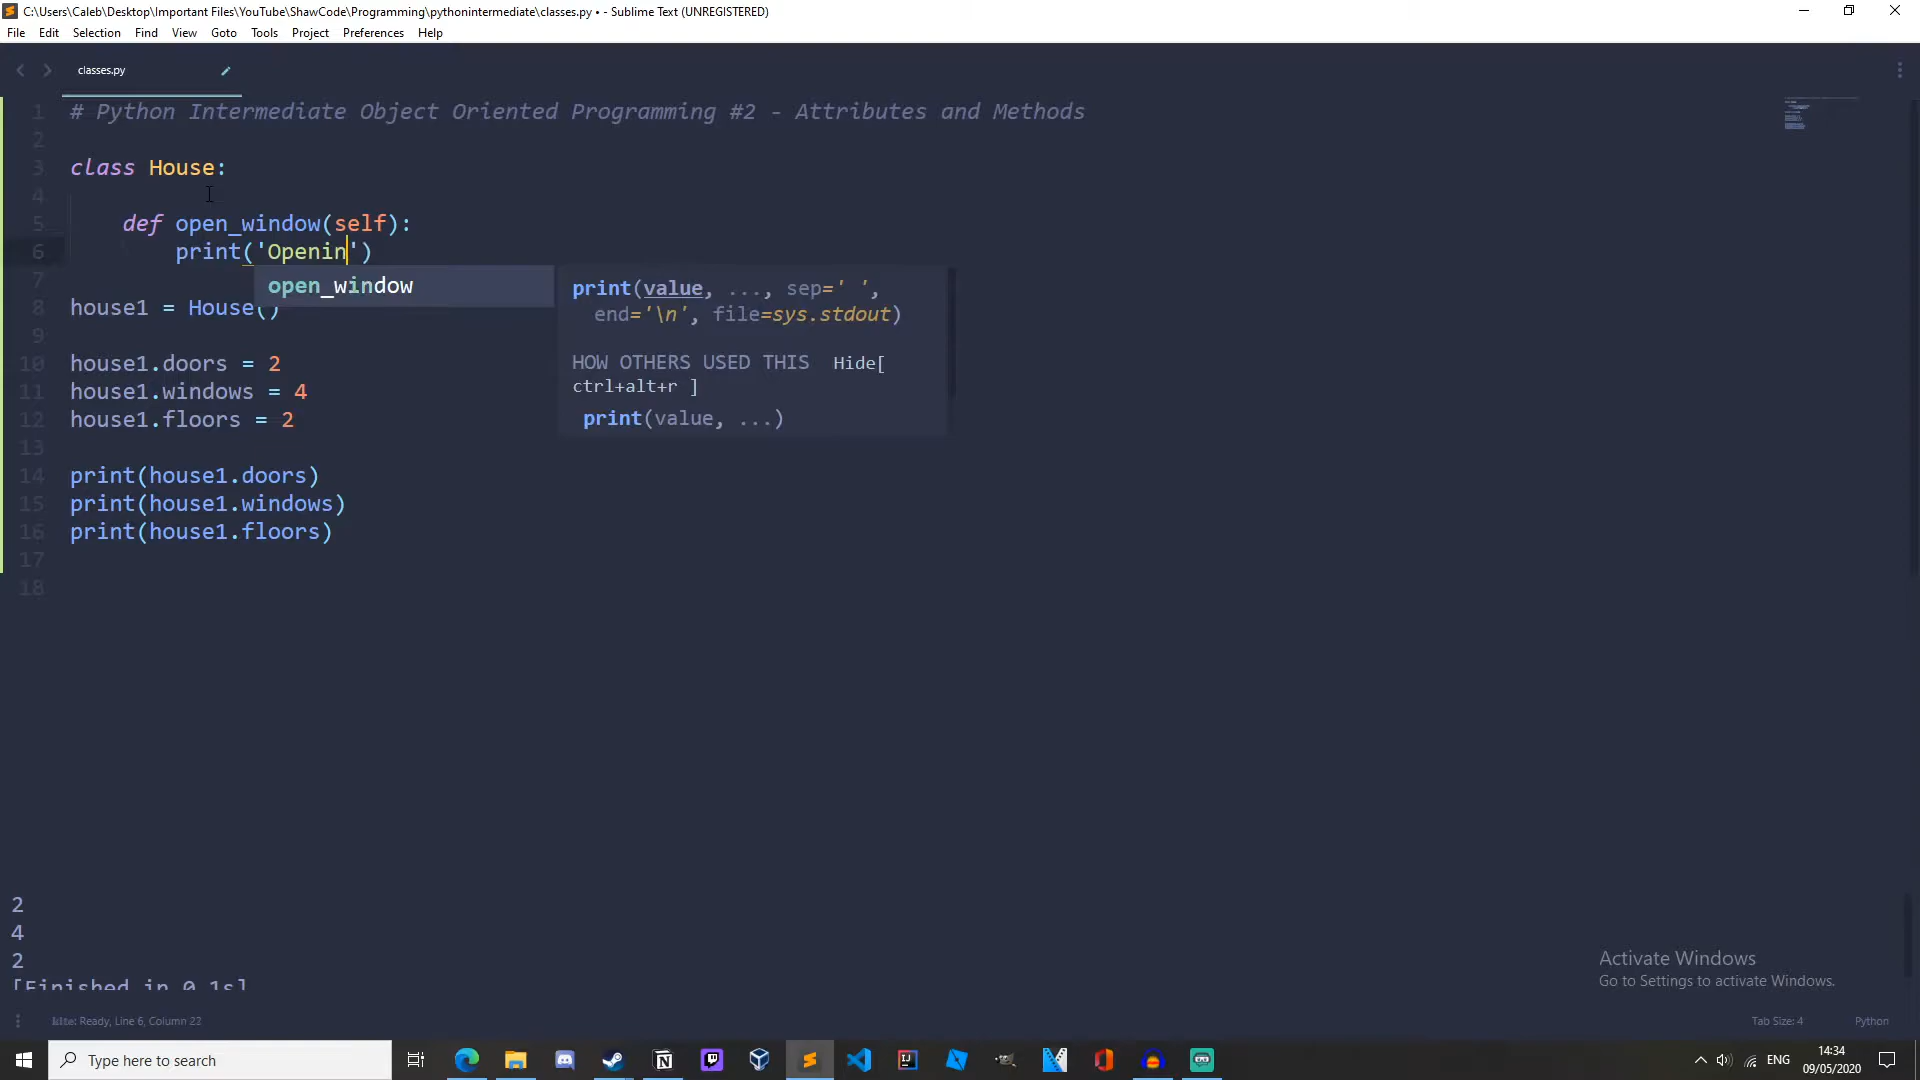 C:\Users\Caleb\Desktop\Important Files\YouTube\ShawCode\Programming\pythonintermediate\classes.py • - Sublime Text (UNREGISTERED)
File Edit Selection Find View Goto Tools Project Preferences Help
classes.py
1 # Python Intermediate Object Oriented Programming #2 - Attributes and Methods
2
3 class House:
4
5 def open_window(self):
6 print('Openin')
open_window
print(value, ..., sep=' ',
end='\n', file=sys.stdout)
HOW OTHERS USED THIS Hide[
ctrl+alt+r ]
print(value, ...)
7
8 house1 = House()
9
10 house1.doors = 2
11 house1.windows = 4
12 house1.floors = 2
13
14 print(house1.doors)
15 print(house1.windows)
16 print(house1.floors)
17
18
2
4
2
[Finished in 0.1s]
Activate Windows
Go to Settings to activate Windows.
Ready, Line 6, Column 22
Tab Size: 4 Python
Type here to search
ENG
14:34
09/05/2020